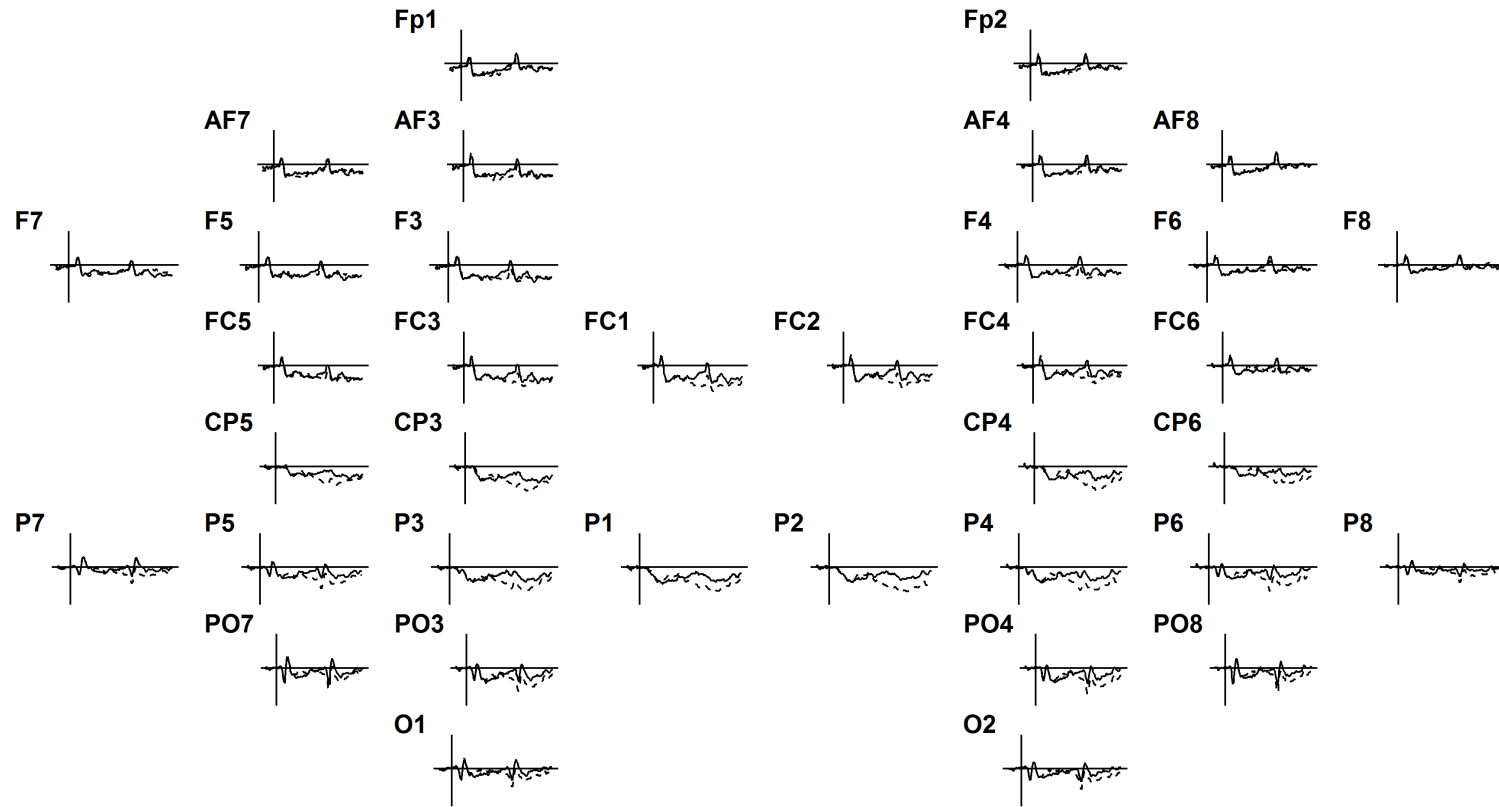 Fp1 Fp2
AF7 AF3 AF4 AF8
F7 F5 F3 F4 F6 F8
FC5 FC3 FC1 FC2 FC4 FC6
CP5 CP3 CP4 CP6
P7 P5 P3 P1 P2 P4 P6 P8
PO7 PO3 PO4 PO8
O1 O2